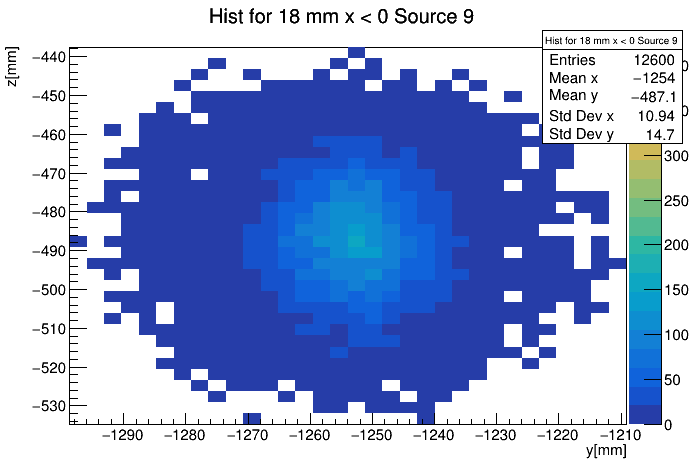 Hist for 18 mm x < 0 Source 9
z[mm]
−440
−450
−460
−470
−480
−490
−500
−510
−520
−530
−1290
−1280
−1270
−1260
−1250
−1240
−1230
−1220
−1210
y[mm]
Hist for 18 mm x < 0 Source 9
Entries 12600
Mean x −1254
Mean y −487.1
Std Dev x 10.94
Std Dev y 14.7
300
250
200
150
100
50
0